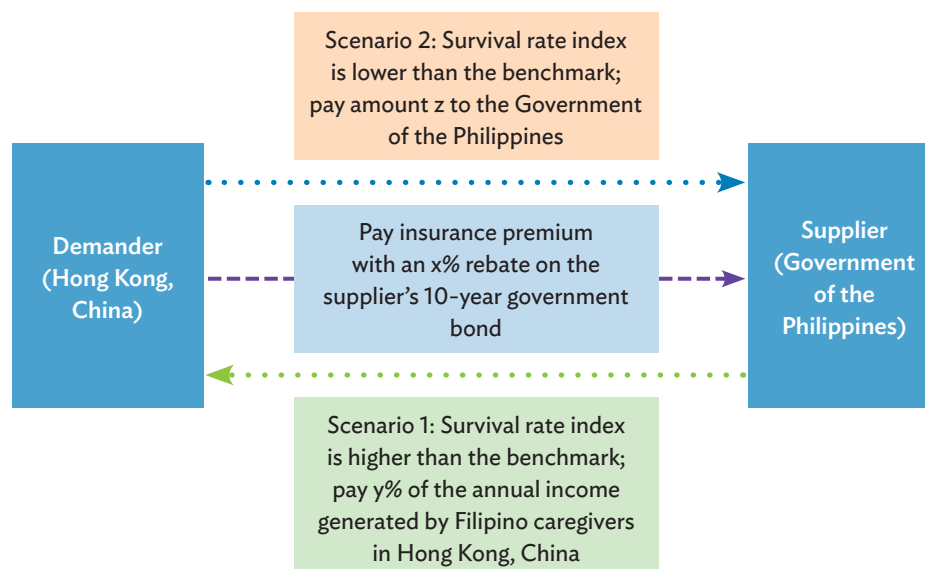 Scenario 2: Survival rate index
is lower than the benchmark;
pay amount z to the Government
of the Philippines
Demander
(Hong Kong,
China)
Pay insurance premium
with an x% rebate on the
supplier's 10-year government
bond
Supplier
(Government
of the
Philippines)
Scenario 1: Survival rate index
is higher than the benchmark;
pay y% of the annual income
generated by Filipino caregivers
in Hong Kong, China